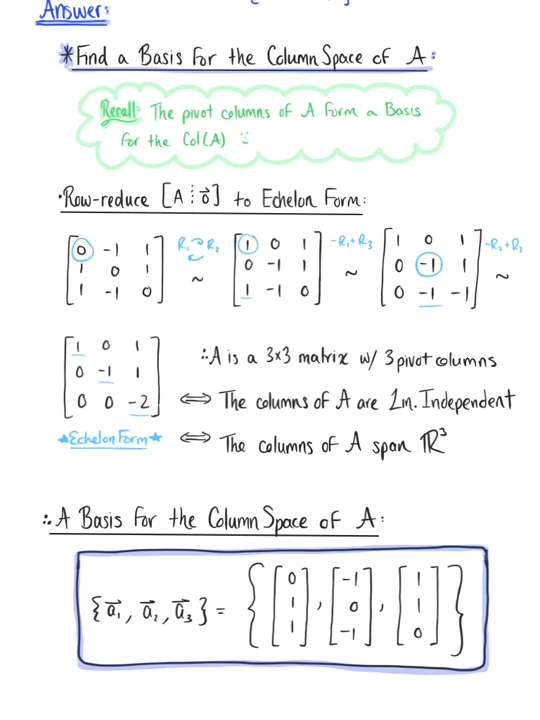 Answer:
*Find a Basis for the Column Space of A:
Recall: The pivot columns of A Form a Basis
for the Col(A) :)
·Row-reduce [A ⋮ 0⃗] to Echelon Form:
[0 -1 1; 1 0 1; 1 -1 0] R₁ ↔ R₂ ~ [1 0 1; 0 -1 1; 1 -1 0] -R₁+R₃ ~ [1 0 1; 0 -1 1; 0 -1 -1] -R₂+R₃ ~
[1 0 1; 0 -1 1; 0 0 -2]
∴A is a 3×3 matrix w/ 3 pivot columns
⟺ The columns of A are Lin. Independent
★Echelon Form★ ⟺ The columns of A span ℝ³
∴ A Basis for the Column Space of A:
{a⃗₁, a⃗₂, a⃗₃} = { [0; 1; 1], [-1; 0; -1], [1; 1; 0] }